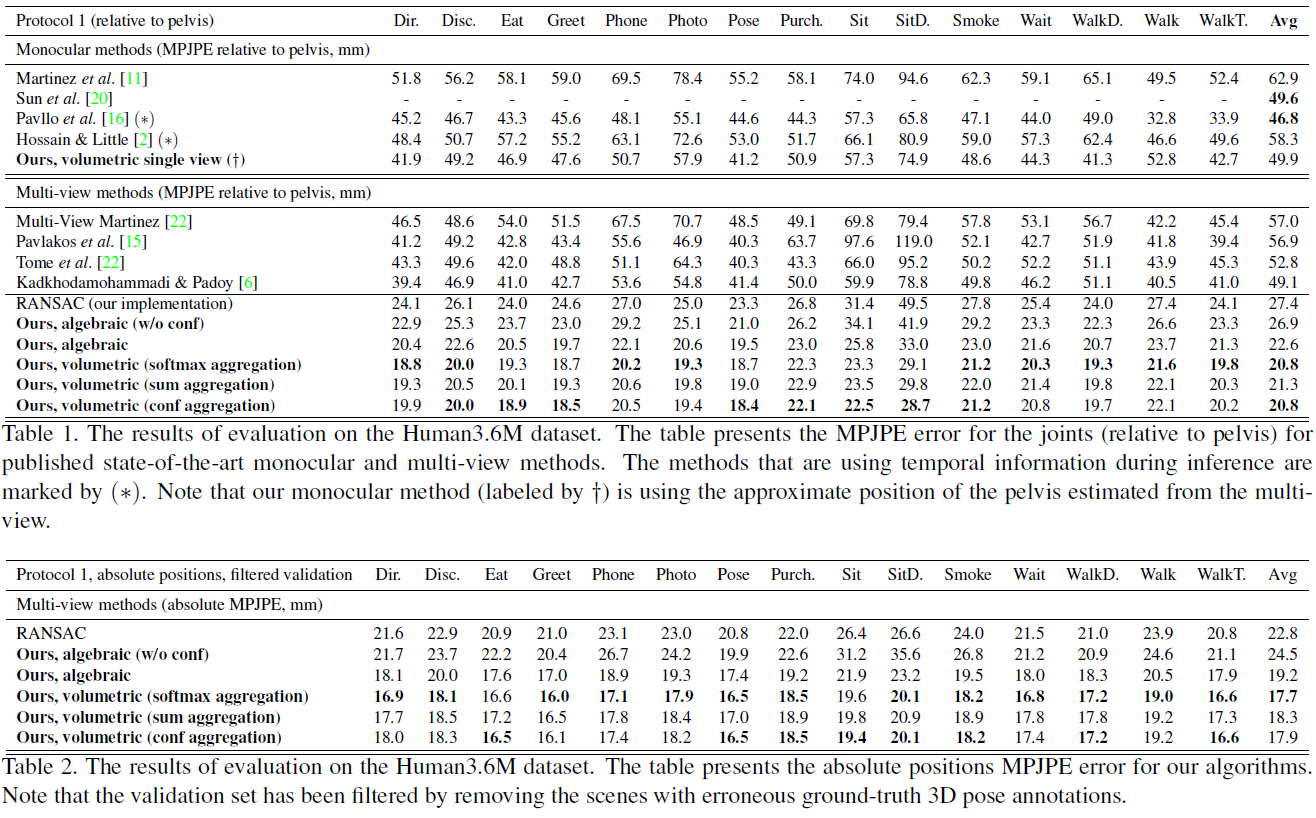 Protocol 1 (relative to pelvis) Dir. Disc. Eat Greet Phone Photo Pose Purch. Sit SitD. Smoke Wait WalkD. Walk WalkT. Avg
Monocular methods (MPJPE relative to pelvis, mm)
Martinez et al. [11] 51.8 56.2 58.1 59.0 69.5 78.4 55.2 58.1 74.0 94.6 62.3 59.1 65.1 49.5 52.4 62.9
Sun et al. [20] - - - - - - - - - - - - - - - 49.6
Pavllo et al. [16] (∗) 45.2 46.7 43.3 45.6 48.1 55.1 44.6 44.3 57.3 65.8 47.1 44.0 49.0 32.8 33.9 46.8
Hossain & Little [2] (∗) 48.4 50.7 57.2 55.2 63.1 72.6 53.0 51.7 66.1 80.9 59.0 57.3 62.4 46.6 49.6 58.3
Ours, volumetric single view (†) 41.9 49.2 46.9 47.6 50.7 57.9 41.2 50.9 57.3 74.9 48.6 44.3 41.3 52.8 42.7 49.9
Multi-view methods (MPJPE relative to pelvis, mm)
Multi-View Martinez [22] 46.5 48.6 54.0 51.5 67.5 70.7 48.5 49.1 69.8 79.4 57.8 53.1 56.7 42.2 45.4 57.0
Pavlakos et al. [15] 41.2 49.2 42.8 43.4 55.6 46.9 40.3 63.7 97.6 119.0 52.1 42.7 51.9 41.8 39.4 56.9
Tome et al. [22] 43.3 49.6 42.0 48.8 51.1 64.3 40.3 43.3 66.0 95.2 50.2 52.2 51.1 43.9 45.3 52.8
Kadkhodamohammadi & Padoy [6] 39.4 46.9 41.0 42.7 53.6 54.8 41.4 50.0 59.9 78.8 49.8 46.2 51.1 40.5 41.0 49.1
RANSAC (our implementation) 24.1 26.1 24.0 24.6 27.0 25.0 23.3 26.8 31.4 49.5 27.8 25.4 24.0 27.4 24.1 27.4
Ours, algebraic (w/o conf) 22.9 25.3 23.7 23.0 29.2 25.1 21.0 26.2 34.1 41.9 29.2 23.3 22.3 26.6 23.3 26.9
Ours, algebraic 20.4 22.6 20.5 19.7 22.1 20.6 19.5 23.0 25.8 33.0 23.0 21.6 20.7 23.7 21.3 22.6
Ours, volumetric (softmax aggregation) 18.8 20.0 19.3 18.7 20.2 19.3 18.7 22.3 23.3 29.1 21.2 20.3 19.3 21.6 19.8 20.8
Ours, volumetric (sum aggregation) 19.3 20.5 20.1 19.3 20.6 19.8 19.0 22.9 23.5 29.8 22.0 21.4 19.8 22.1 20.3 21.3
Ours, volumetric (conf aggregation) 19.9 20.0 18.9 18.5 20.5 19.4 18.4 22.1 22.5 28.7 21.2 20.8 19.7 22.1 20.2 20.8
Table 1. The results of evaluation on the Human3.6M dataset. The table presents the MPJPE error for the joints (relative to pelvis) for
published state-of-the-art monocular and multi-view methods. The methods that are using temporal information during inference are
marked by (∗). Note that our monocular method (labeled by †) is using the approximate position of the pelvis estimated from the multi-
view.
Protocol 1, absolute positions, filtered validation Dir. Disc. Eat Greet Phone Photo Pose Purch. Sit SitD. Smoke Wait WalkD. Walk WalkT. Avg
Multi-view methods (absolute MPJPE, mm)
RANSAC 21.6 22.9 20.9 21.0 23.1 23.0 20.8 22.0 26.4 26.6 24.0 21.5 21.0 23.9 20.8 22.8
Ours, algebraic (w/o conf) 21.7 23.7 22.2 20.4 26.7 24.2 19.9 22.6 31.2 35.6 26.8 21.2 20.9 24.6 21.1 24.5
Ours, algebraic 18.1 20.0 17.6 17.0 18.9 19.3 17.4 19.2 21.9 23.2 19.5 18.0 18.3 20.5 17.9 19.2
Ours, volumetric (softmax aggregation) 16.9 18.1 16.6 16.0 17.1 17.9 16.5 18.5 19.6 20.1 18.2 16.8 17.2 19.0 16.6 17.7
Ours, volumetric (sum aggregation) 17.7 18.5 17.2 16.5 17.8 18.4 17.0 18.9 19.8 20.9 18.9 17.8 17.8 19.2 17.3 18.3
Ours, volumetric (conf aggregation) 18.0 18.3 16.5 16.1 17.4 18.2 16.5 18.5 19.4 20.1 18.2 17.4 17.2 19.2 16.6 17.9
Table 2. The results of evaluation on the Human3.6M dataset. The table presents the absolute positions MPJPE error for our algorithms.
Note that the validation set has been filtered by removing the scenes with erroneous ground-truth 3D pose annotations.